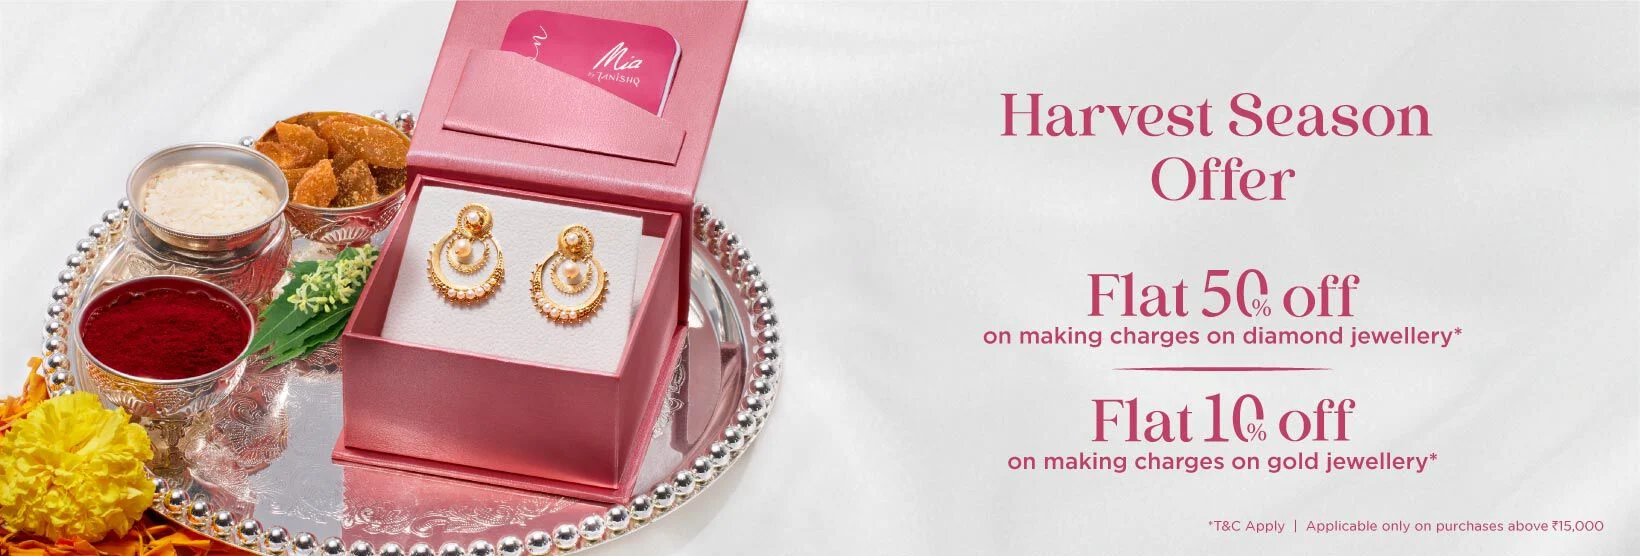 Mia
by TANISHQ
Harvest Season
Offer
Flat 50% off
on making charges on diamond jewellery*
Flat 10% off
on making charges on gold jewellery*
*T&C Apply | Applicable only on purchases above ₹15,000